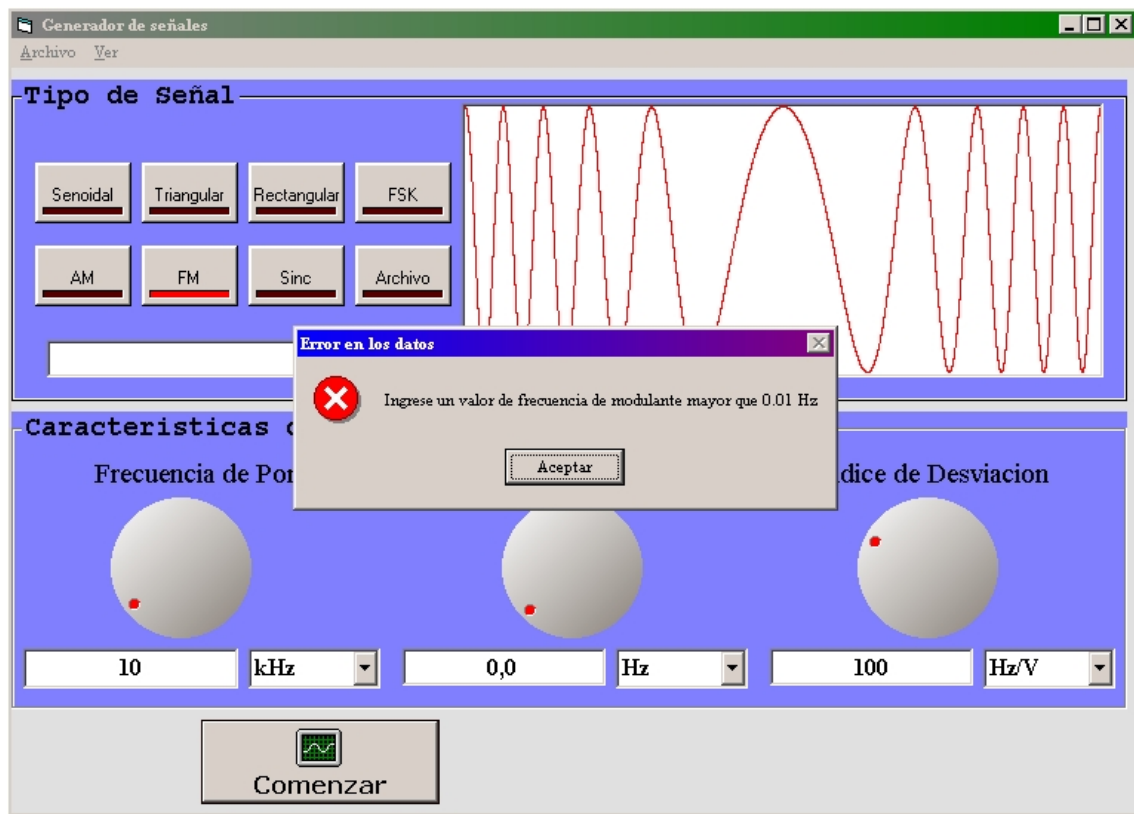 Generador de señales
Archivo Ver
Tipo de Señal
Senoidal Triangular Rectangular FSK
AM FM Sinc Archivo
Error en los datos
Ingrese un valor de frecuencia de modulante mayor que 0.01 Hz
Aceptar
Caracteristicas
Frecuencia de de Desviacion
10 kHz 0,0 Hz 100 Hz/V
Comenzar